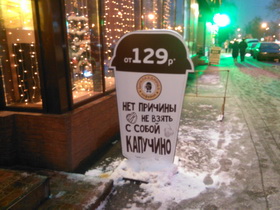 от 129 р
НЕТ ПРИЧИНЫ
НЕ ВЗЯТЬ
С СОБОЙ
КАПУЧИНО